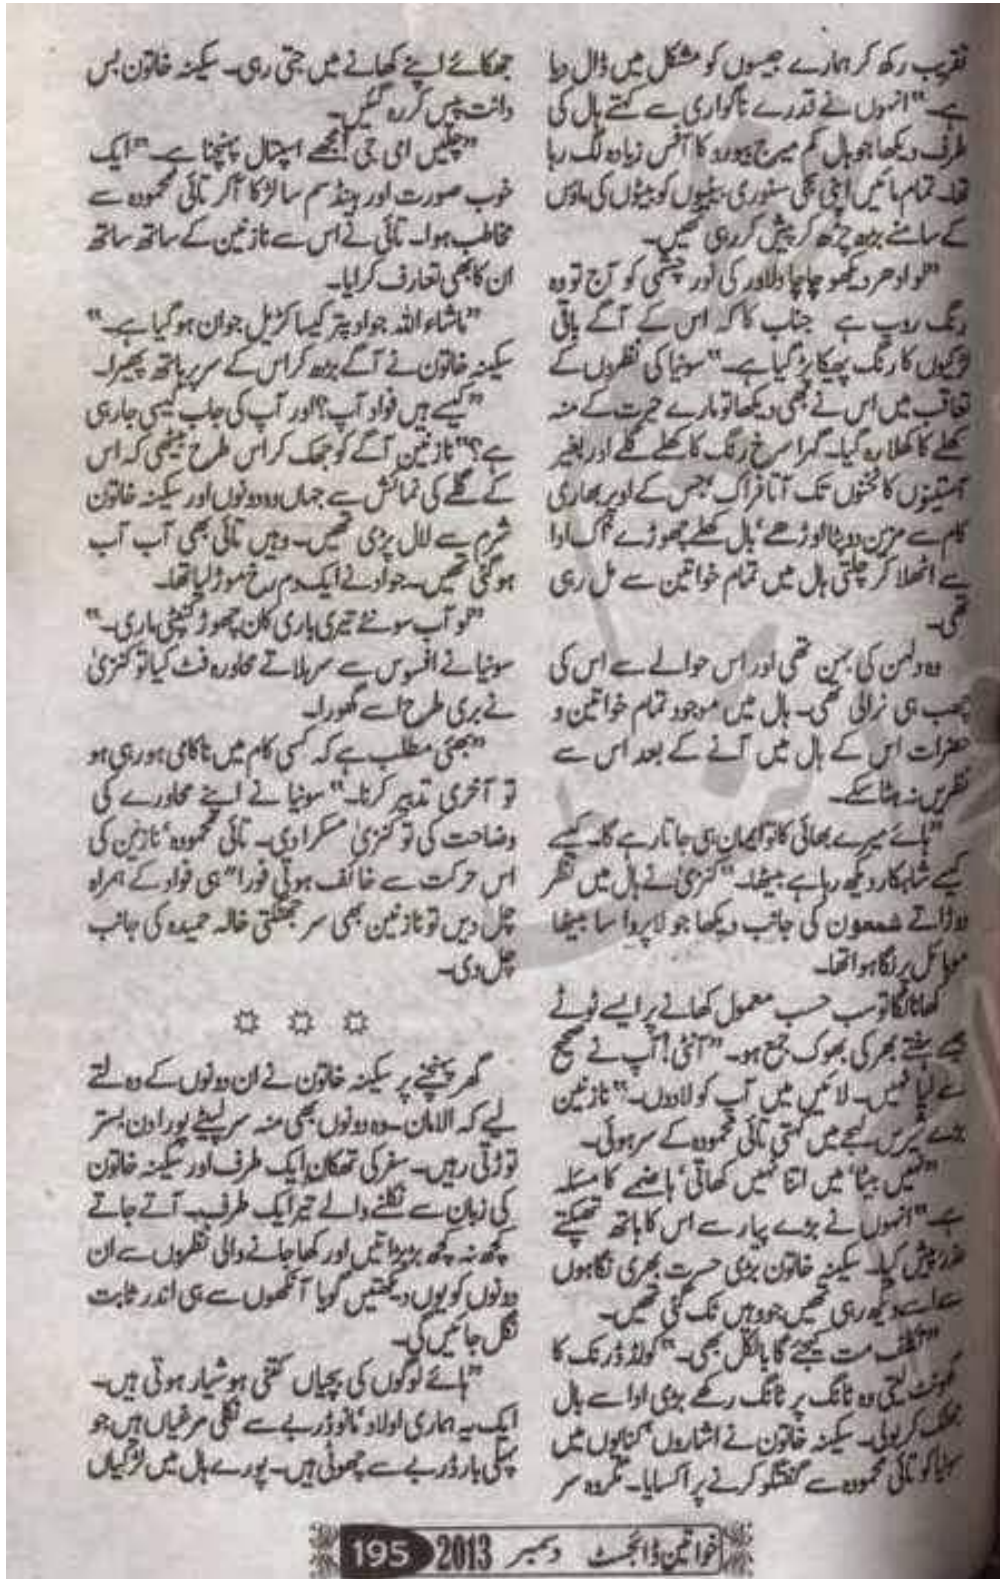 تقریب رکھ کر ہمارے جیسوں کو مشکل میں ڈال دیا
ہے۔" انہوں نے قدرے ناگواری سے کہتے ہال کی
طرف دیکھا جو ہال کم میرج بیورو کا آفس زیادہ لگ رہا
تھا۔ تمام مائیں اپنی سجی سنوری بیٹیوں کو بیٹوں کی ماؤں
کے سامنے بڑھ چڑھ کر پیش کر رہی تھیں۔
"لو ادھر دیکھو چاچا دلاور کی نور چشمی کو آج تو وہ
رنگ روپ ہے جناب کا کہ اس کے آگے باقی
لڑکیوں کا رنگ پھیکا پڑ گیا ہے۔" سونیا کی نظروں کے
تعاقب میں اس نے بھی دیکھا تو مارے حیرت کے منہ
کھلے کا کھلا رہ گیا۔ گہرا سرخ رنگ کا کھلے گلے اور بغیر
آستینوں کا ٹخنوں تک آتا فراک' جس کے اوپر بھاری
کام سے مزین دوپٹا اوڑھے' بال کھلے چھوڑے اک ادا
سے اٹھلا کر چلتی ہال میں تمام خواتین سے مل رہی
تھی۔
وہ دلہن کی بہن تھی اور اس حوالے سے اس کی
چھب ہی نرالی تھی۔ ہال میں موجود تمام خواتین و
حضرات اس کے ہال میں آنے کے بعد اس سے
نظریں نہ ہٹا سکے۔
"ہائے میرے بھائی کا تو ایمان ہی جاتا رہے گا۔ کیسے
کیسے شاہکار دیکھ رہا ہے بیٹھا۔" کنزیٰ نے ہال میں نظر
دوڑاتے شمعون کی جانب دیکھا جو لاپروا سا بیٹھا
موبائل پر لگا ہوا تھا۔
کھانا لگا تو سب حسب معمول کھانے پر ایسے ٹوٹے
جیسے ہفتے بھر کی بھوک جمع ہو۔ "آنٹی! آپ نے صحیح
سے لیا نہیں۔ لائیں میں آپ کو لا دوں۔" نازنین
بڑے شیریں لہجے میں کہتی تائی محمودہ کے سر ہوئی۔
"نہیں بیٹا' میں اتنا نہیں کھاتی' ہاضمے کا مسئلہ
ہے۔" انہوں نے بڑے پیار سے اس کا ہاتھ تھپکتے
عذر پیش کیا۔ سکینہ خاتون بڑی حسرت بھری نگاہوں
سے اسے دیکھ رہی تھیں جو وہیں تک گئی تھیں۔
"تکلف مت کیجئے گا بالکل بھی۔" کولڈ ڈرنک کا
گھونٹ لیتی وہ ٹانگ پر ٹانگ رکھے بڑی ادا سے بال
جھٹک کر بولی۔ سکینہ خاتون نے اشاروں' کنایوں میں
سونیا کو تائی محمودہ سے گفتگو کرنے پر اکسایا۔ مگر وہ سر
جھکائے اپنے کھانے میں جتی رہی۔ سکینہ خاتون بس
دانت پیس کر رہ گئیں۔
"چلیں امی جی! مجھے اسپتال پہنچنا ہے۔" ایک
خوب صورت اور ہینڈسم سا لڑکا آ کر تائی محمودہ سے
مخاطب ہوا۔ تائی نے اس سے نازنین کے ساتھ ساتھ
ان کا بھی تعارف کرایا۔
"ماشاء اللہ جواد پتر کیسا کڑیل جوان ہو گیا ہے۔"
سکینہ خاتون نے آگے بڑھ کر اس کے سر پر ہاتھ پھیرا۔
"کیسے ہیں فواد آپ؟ اور آپ کی جاب کیسی جا رہی
ہے؟" نازنین آگے کو جھک کر اس طرح بیٹھی کہ اس
کے گلے کی نمائش سے جہاں وہ دونوں اور سکینہ خاتون
شرم سے لال پڑی تھیں۔ وہیں تائی بھی آب آب
ہو گئی تھیں۔ جواد نے ایک دم رخ موڑ لیا تھا۔
"لو آب سونٹے تیری باری کان چھوڑ کنپٹی ماری۔"
سونیا نے افسوس سے سر ہلاتے محاورہ فٹ کیا تو کنزیٰ
نے بری طرح اسے گھورا۔
"بھئی مطلب ہے کہ کسی کام میں ناکامی ہو رہی ہو
تو آخری تدبیر کرنا۔" سونیا نے اپنے محاورے کی
وضاحت کی تو کنزیٰ مسکرا دی۔ تائی محمودہ' نازنین کی
اس حرکت سے خائف ہوتی فوراً" ہی فواد کے ہمراہ
چل دیں تو نازنین بھی سر جھٹکتی خالہ حمیدہ کی جانب
چل دی۔
گھر پہنچنے پر سکینہ خاتون نے ان دونوں کے وہ لتے
لیے کہ الامان۔ وہ دونوں بھی منہ سر لپیٹے پورا دن بستر
توڑتی رہیں۔ سفر کی تھکان ایک طرف اور سکینہ خاتون
کی زبان سے نکلنے والے تیر ایک طرف۔ آتے جاتے
کچھ نہ کچھ بڑبڑاتیں اور کھا جانے والی نظروں سے ان
دونوں کو یوں دیکھتیں گویا آنکھوں سے ہی اندر ثابت
نگل جائیں گی۔
"ہائے لوگوں کی بچیاں کتنی ہوشیار ہوتی ہیں۔
ایک یہ ہماری اولاد' مانو ڈربے سے نکلی مرغیاں ہیں جو
پہلی بار ڈربے سے چھوٹی ہیں۔ پورے ہال میں لڑکیاں
خواتین ڈائجسٹ دسمبر 2013 195